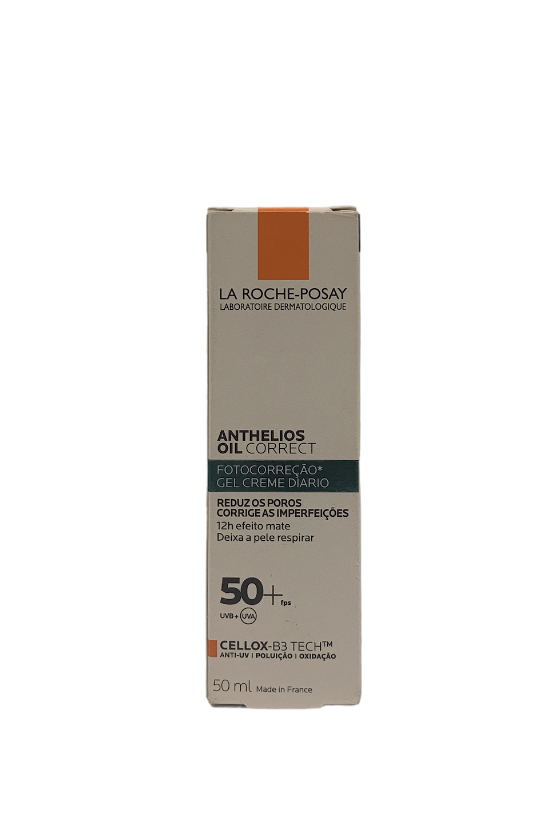 LA ROCHE-POSAY
LABORATOIRE DERMATOLOGIQUE
ANTHELIOS
OIL CORRECT
FOTOCORREÇÃO*
GEL CREME DIÁRIO
REDUZ OS POROS
CORRIGE AS IMPERFEIÇÕES
12h efeito mate
Deixa a pele respirar
50+ fps
UVB + UVA
CELLOX-B3 TECH™
ANTI-UV | POLUIÇÃO | OXIDAÇÃO
50 ml Made in France